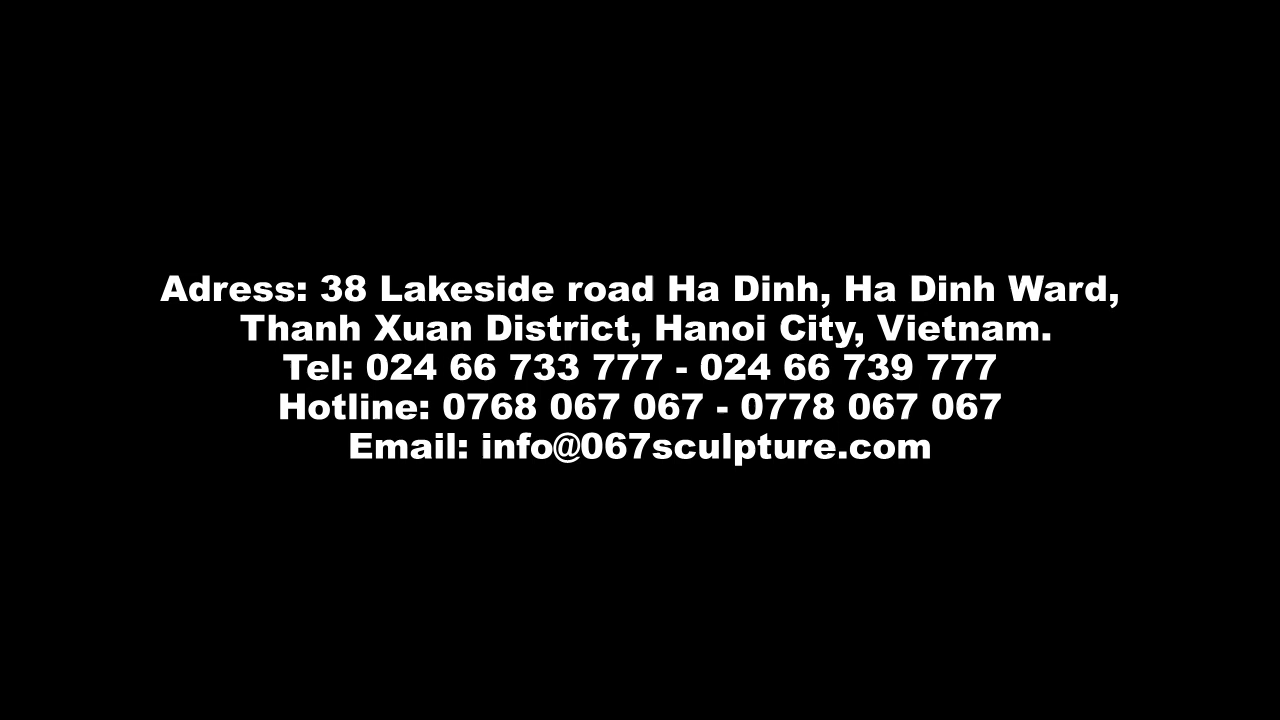 Adress: 38 Lakeside road Ha Dinh, Ha Dinh Ward,
Thanh Xuan District, Hanoi City, Vietnam.
Tel: 024 66 733 777 - 024 66 739 777
Hotline: 0768 067 067 - 0778 067 067
Email: info@067sculpture.com